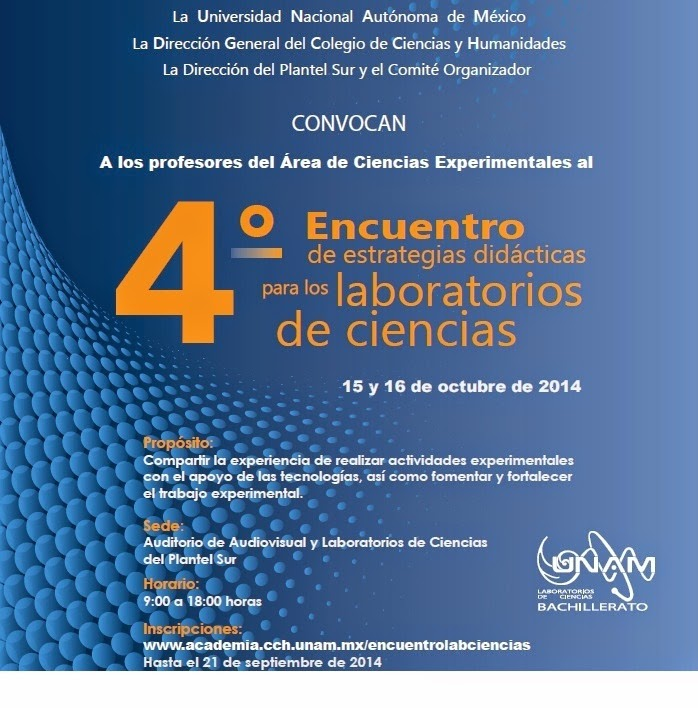 La Universidad Nacional Autónoma de México
La Dirección General del Colegio de Ciencias y Humanidades
La Dirección del Plantel Sur y el Comité Organizador
CONVOCAN
A los profesores del Área de Ciencias Experimentales al
4° Encuentro
de estrategias didácticas
para los laboratorios
de ciencias
15 y 16 de octubre de 2014
Propósito:
Compartir la experiencia de realizar actividades experimentales
con el apoyo de las tecnologías, así como fomentar y fortalecer
el trabajo experimental.
Sede:
Auditorio de Audiovisual y Laboratorios de Ciencias
del Plantel Sur
Horario:
9:00 a 18:00 horas
Inscripciones:
www.academia.cch.unam.mx/encuentrolabciencias
Hasta el 21 de septiembre de 2014
UNAM
LABORATORIOS
DE CIENCIAS
BACHILLERATO